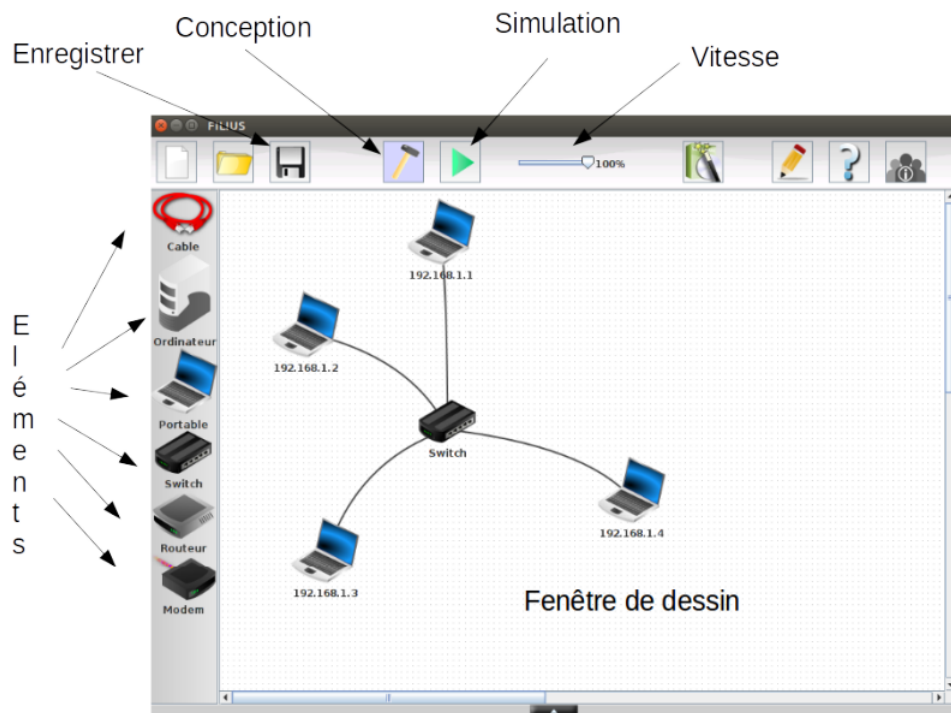 Conception
Simulation
Enregistrer
Vitesse
FILIUS
100%
Cable
Ordinateur
Portable
Switch
Routeur
Modem
Eléments
192.168.1.1
192.168.1.2
Switch
192.168.1.4
192.168.1.3
Fenêtre de dessin